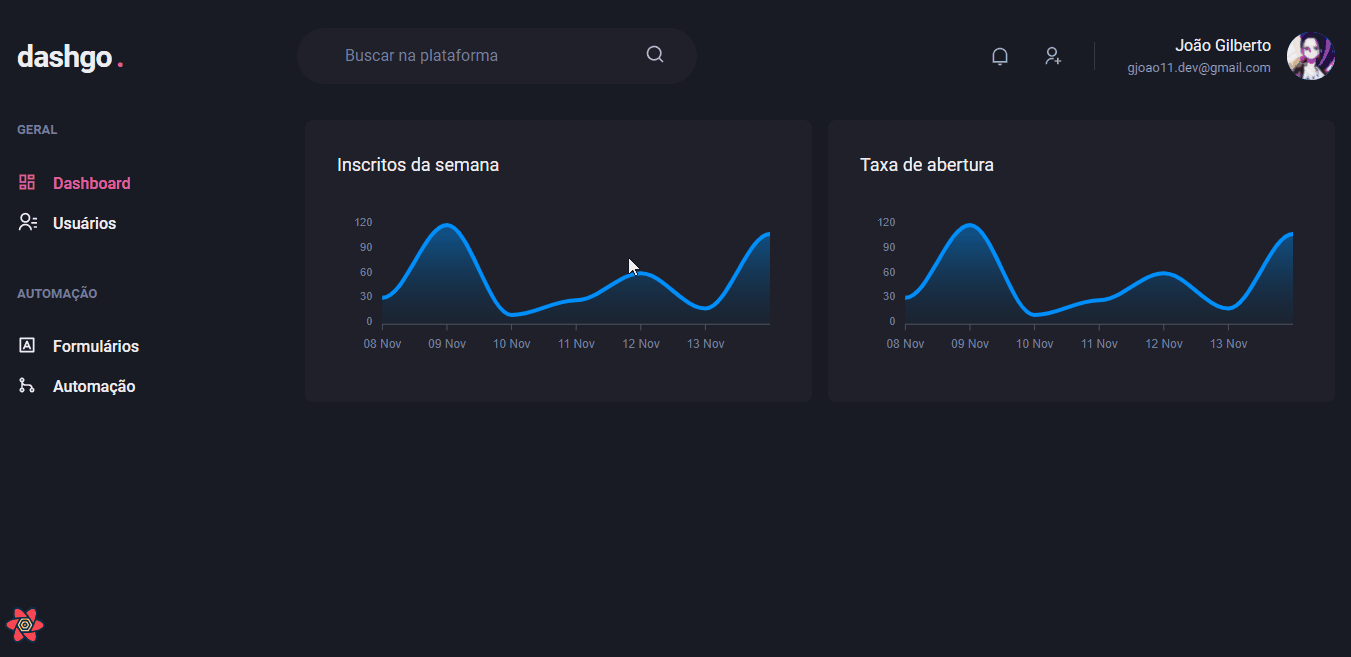 dashgo.
Buscar na plataforma
João Gilberto
gjoao11.dev@gmail.com
GERAL
Dashboard
Usuários
AUTOMAÇÃO
Formulários
Automação
Inscritos da semana
120
90
60
30
0
08 Nov 09 Nov 10 Nov 11 Nov 12 Nov 13 Nov
Taxa de abertura
120
90
60
30
0
08 Nov 09 Nov 10 Nov 11 Nov 12 Nov 13 Nov